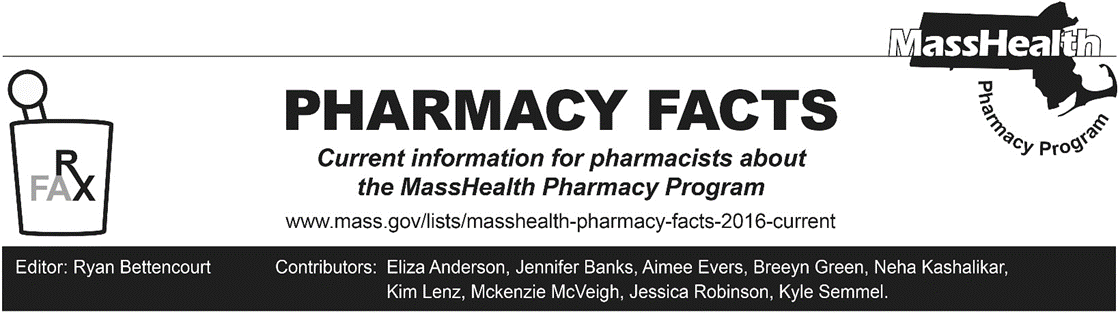 MassHealth
Pharmacy Program
PHARMACY FACTS
Current information for pharmacists about
the MassHealth Pharmacy Program
www.mass.gov/lists/masshealth-pharmacy-facts-2016-current
R
FAX
Editor: Ryan Bettencourt
Contributors: Eliza Anderson, Jennifer Banks, Aimee Evers, Breeyn Green, Neha Kashalikar,
Kim Lenz, Mckenzie McVeigh, Jessica Robinson, Kyle Semmel.